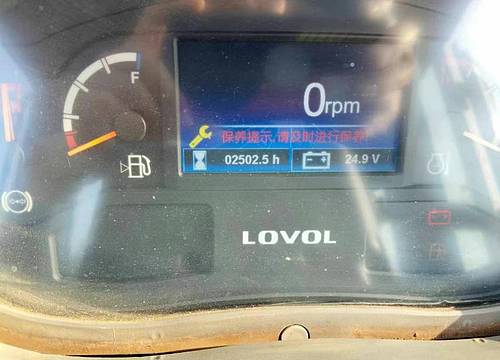 F
0rpm
保养提示,请及时进行保养!
02502.5 h
24.9 V
LOVOL